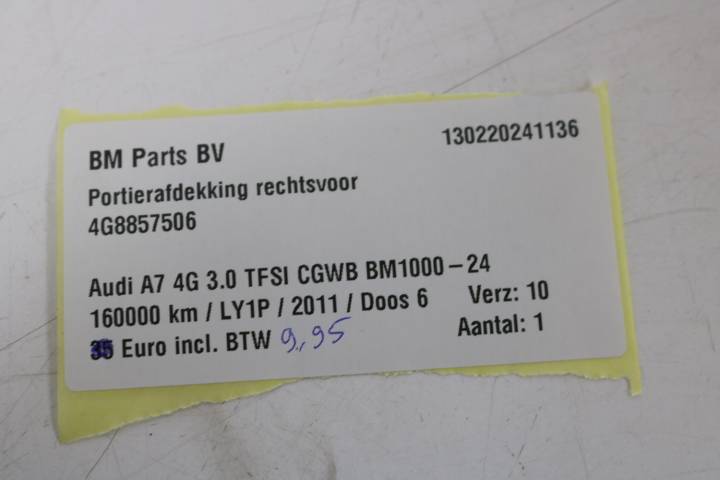 BM Parts BV
130220241136
Portierafdekking rechtsvoor
4G8857506
Audi A7 4G 3.0 TFSI CGWB BM1000-24
160000 km / LY1P / 2011 / Doos 6 Verz: 10
35 Euro incl. BTW 9,95 Aantal: 1